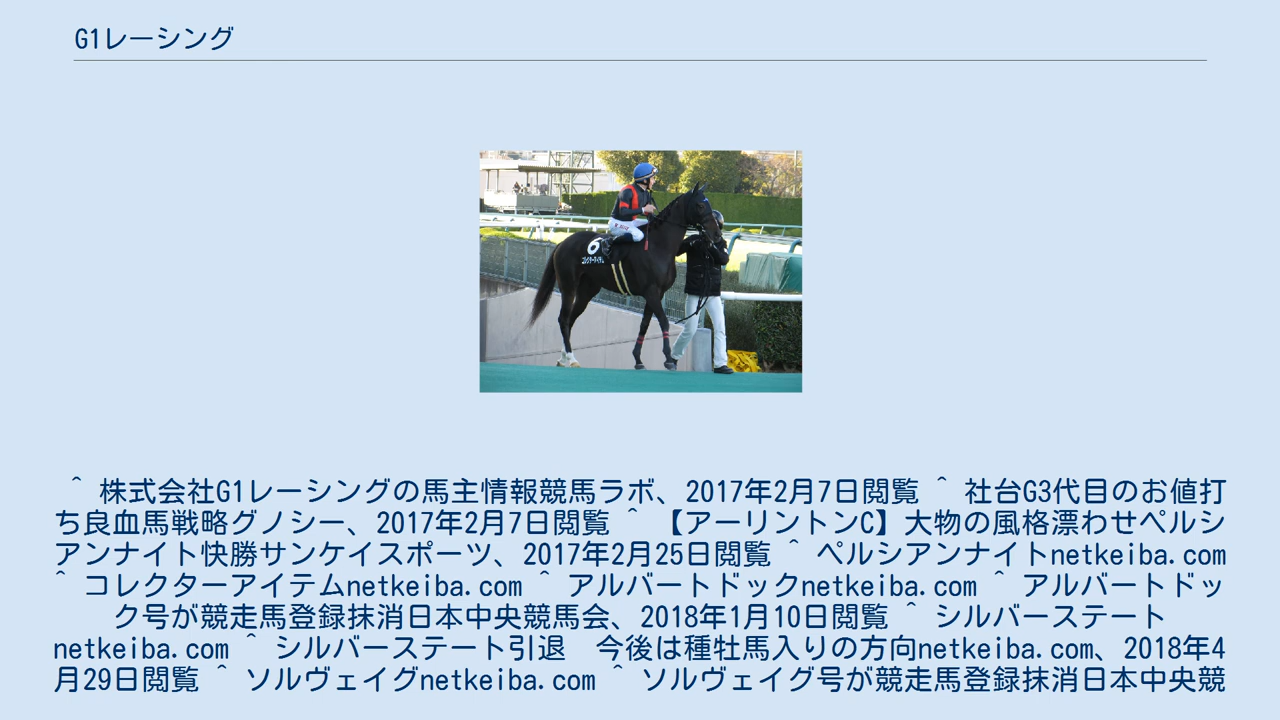 G1レーシング
6
コレクターアイテム
＾ 株式会社G1レーシングの馬主情報競馬ラボ、2017年2月7日閲覧 ＾ 社台G3代目のお値打
ち良血馬戦略グノシー、2017年2月7日閲覧 ＾ 【アーリントンC】大物の風格漂わせペルシ
アンナイト快勝サンケイスポーツ、2017年2月25日閲覧 ＾ ペルシアンナイトnetkeiba.com
＾ コレクターアイテムnetkeiba.com ＾ アルバートドックnetkeiba.com ＾ アルバートドッ
ク号が競走馬登録抹消日本中央競馬会、2018年1月10日閲覧 ＾ シルバーステート
netkeiba.com ＾ シルバーステート引退　今後は種牡馬入りの方向netkeiba.com、2018年4
月29日閲覧 ＾ ソルヴェイグnetkeiba.com ＾ ソルヴェイグ号が競走馬登録抹消日本中央競